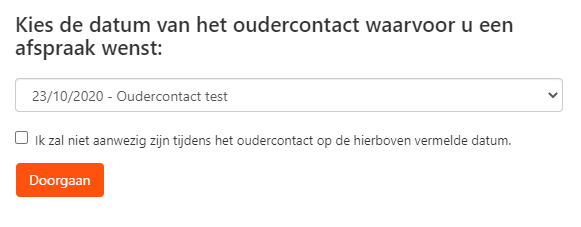 Kies de datum van het oudercontact waarvoor u een
afspraak wenst:
23/10/2020 - Oudercontact test
Ik zal niet aanwezig zijn tijdens het oudercontact op de hierboven vermelde datum.
Doorgaan